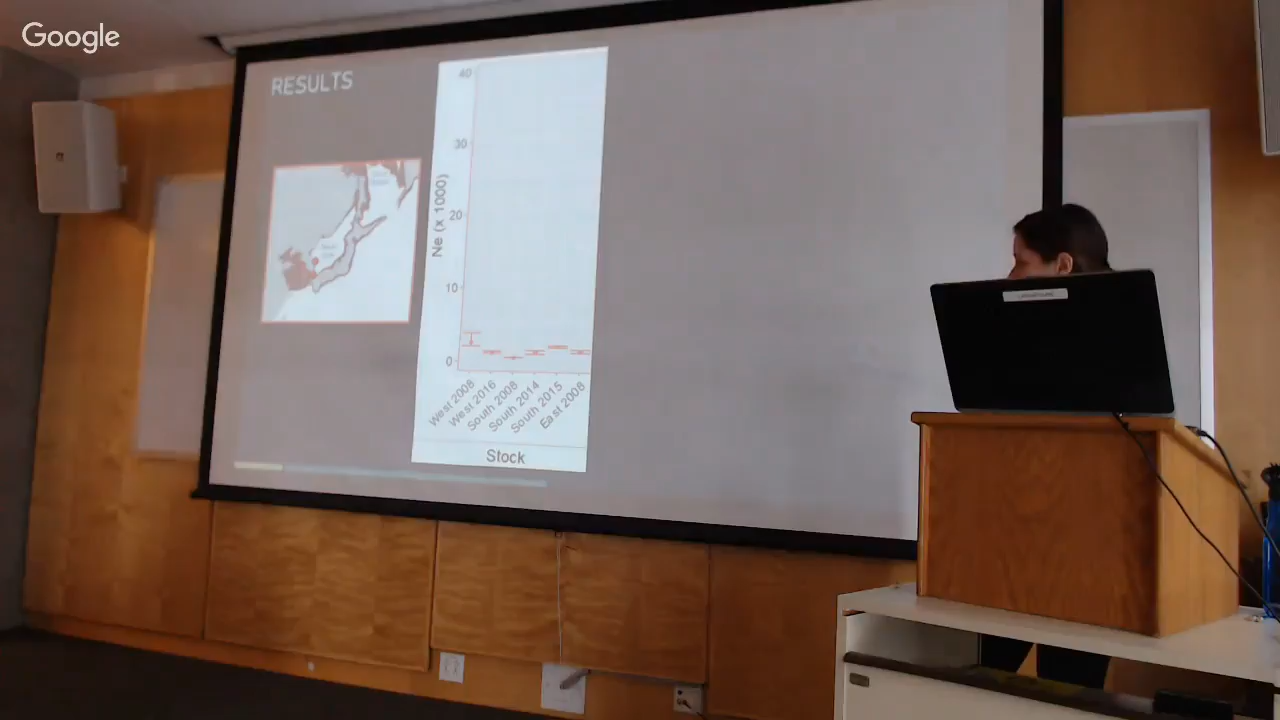 Google
RESULTS
40
30
20
10
0
Ne (x 1000)
West 2008
West 2016
South 2008
South 2014
South 2015
East 2008
Stock